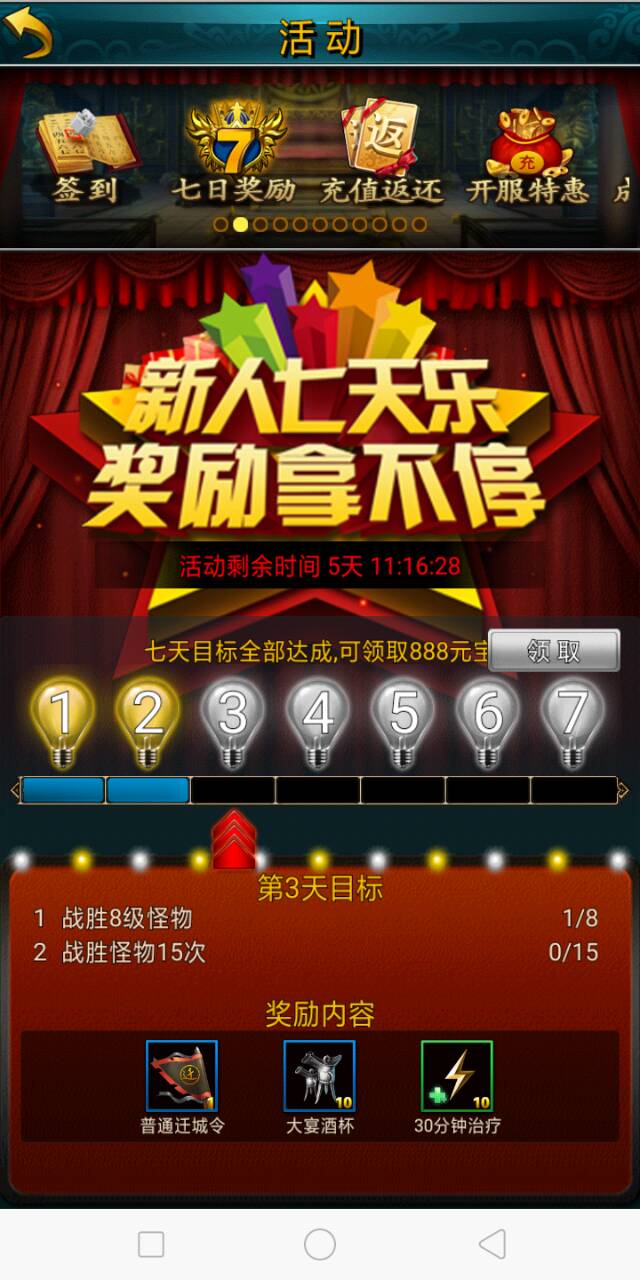 活动
签到 七日奖励 充值返还 开服特惠
7 返 充
新人七天乐
奖励拿不停
活动剩余时间 5天 11:16:28
七天目标全部达成,可领取888元宝
领取
1 2 3 4 5 6 7
第3天目标
1 战胜8级怪物 1/8
2 战胜怪物15次 0/15
奖励内容
1 10 10
普通迁城令 大宴酒杯 30分钟治疗